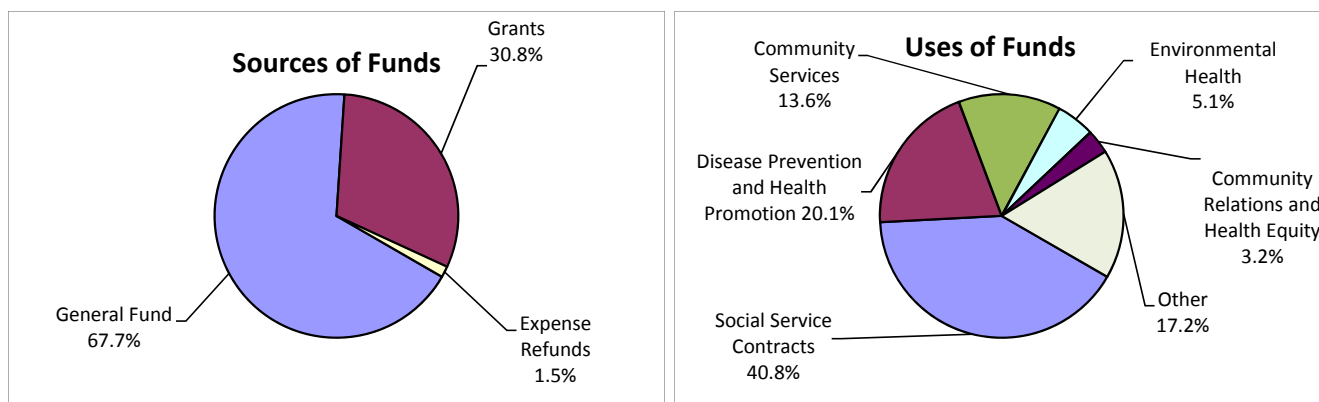 Sources of Funds
Grants
30.8%
General Fund
67.7%
Expense
Refunds
1.5%
Uses of Funds
Community
Services
13.6%
Environmental
Health
5.1%
Disease Prevention
and Health
Promotion 20.1%
Community
Relations and
Health Equity
3.2%
Other
17.2%
Social Service
Contracts
40.8%